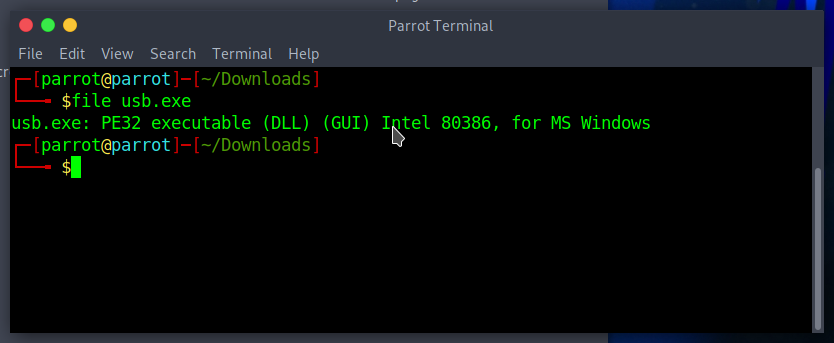 Parrot Terminal
File Edit View Search Terminal Help
┌─[parrot@parrot]─[~/Downloads]
└──╼ $file usb.exe
usb.exe: PE32 executable (DLL) (GUI) Intel 80386, for MS Windows
┌─[parrot@parrot]─[~/Downloads]
└──╼ $